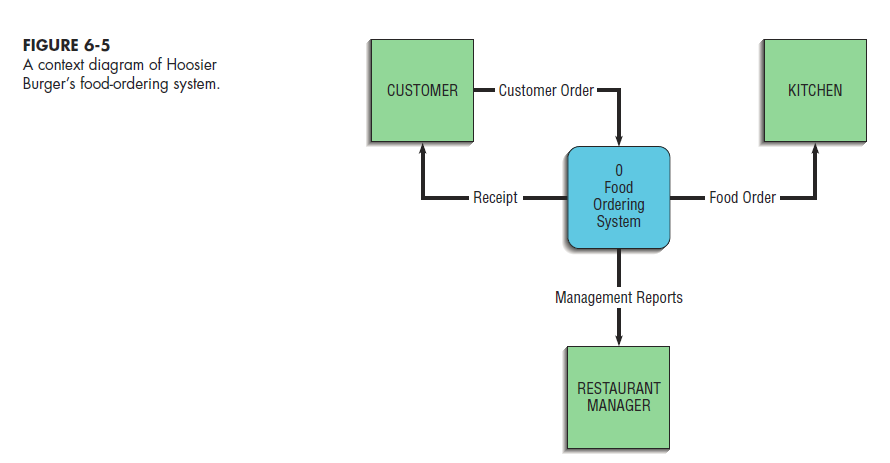 FIGURE 6-5
A context diagram of Hoosier
Burger's food-ordering system.
CUSTOMER
Customer Order
KITCHEN
0
Food
Ordering
System
Receipt
Food Order
Management Reports
RESTAURANT
MANAGER